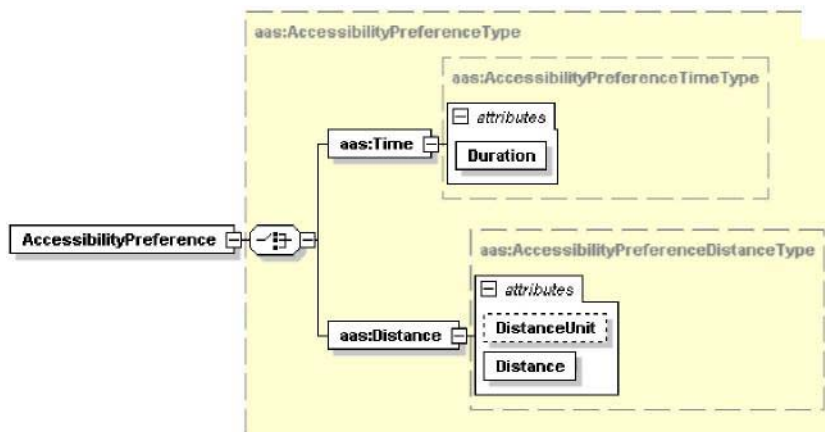 aas:AccessibilityPreferenceType
aas:AccessibilityPreferenceTimeType
attributes
aas:Time
Duration
AccessibilityPreference
aas:AccessibilityPreferenceDistanceType
attributes
DistanceUnit
aas:Distance
Distance